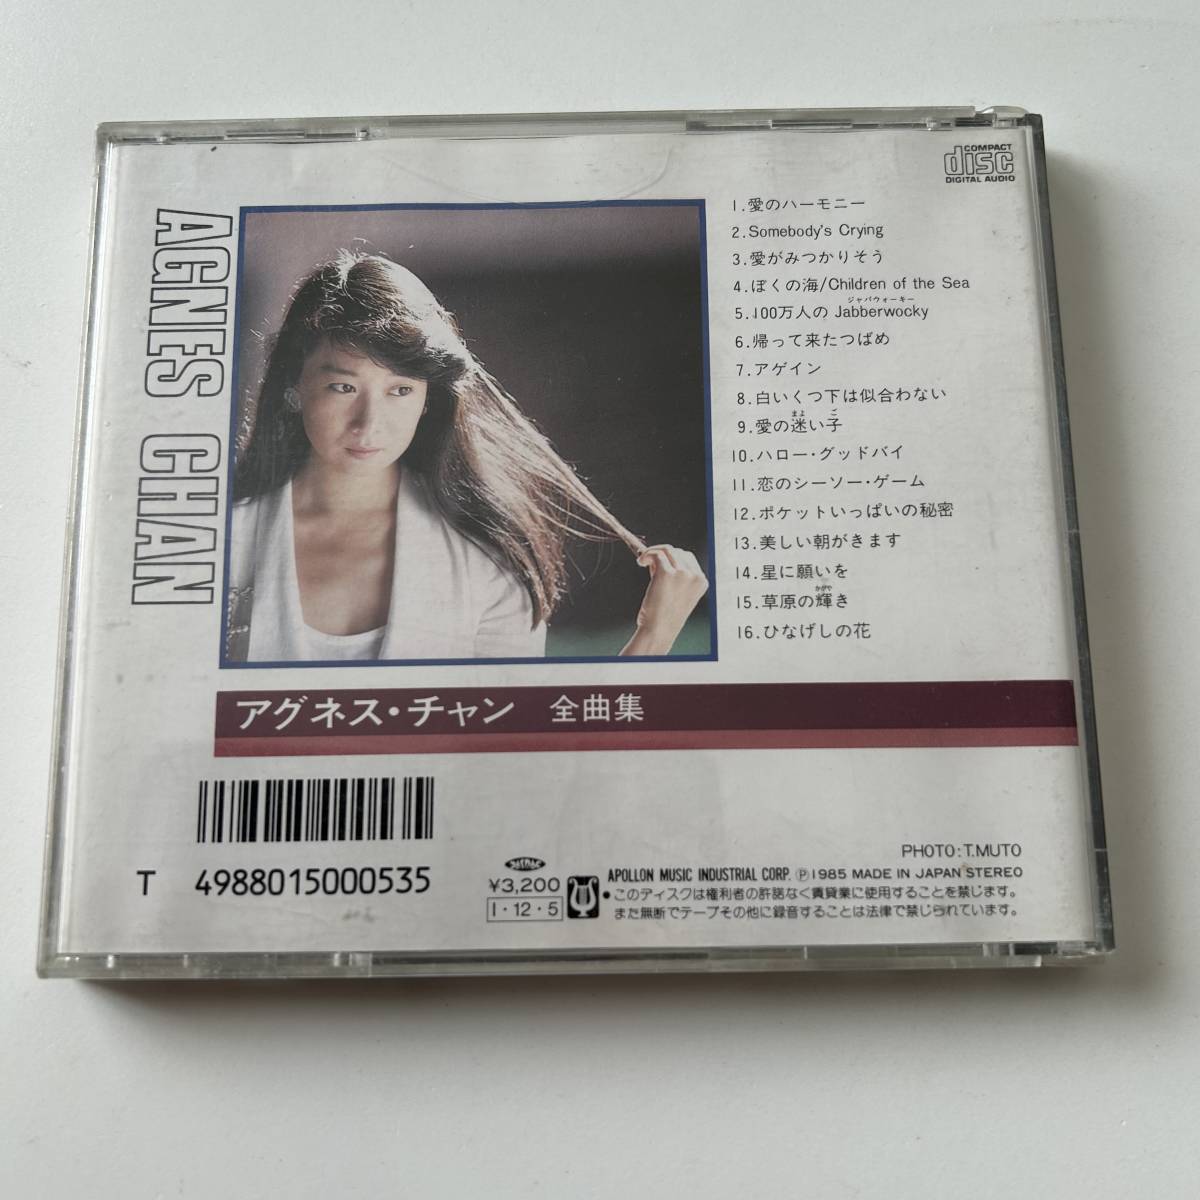 COMPACT
disc
DIGITAL AUDIO
AGNES CHAN
1.愛のハーモニー
2.Somebody's Crying
3.愛がみつかりそう
4.ぼくの海/Children of the Sea
ジャバウォーキー
5.100万人の Jabberwocky
6.帰って来たつばめ
7.アゲイン
8.白いくつ下は似合わない
まよ ご
9.愛の迷い子
10.ハロー・グッドバイ
11.恋のシーソー・ゲーム
12.ポケットいっぱいの秘密
13.美しい朝がきます
14.星に願いを
かがや
15.草原の輝き
16.ひなげしの花
アグネス・チャン 全曲集
PHOTO:T.MUTO
T 4988015000535
¥3,200
1・12・5
APOLLON MUSIC INDUSTRIAL CORP. Ⓟ1985 MADE IN JAPAN STEREO
●このディスクは権利者の許諾なく賃貸業に使用することを禁じます。
また無断でテープその他に録音することは法律で禁じられています。